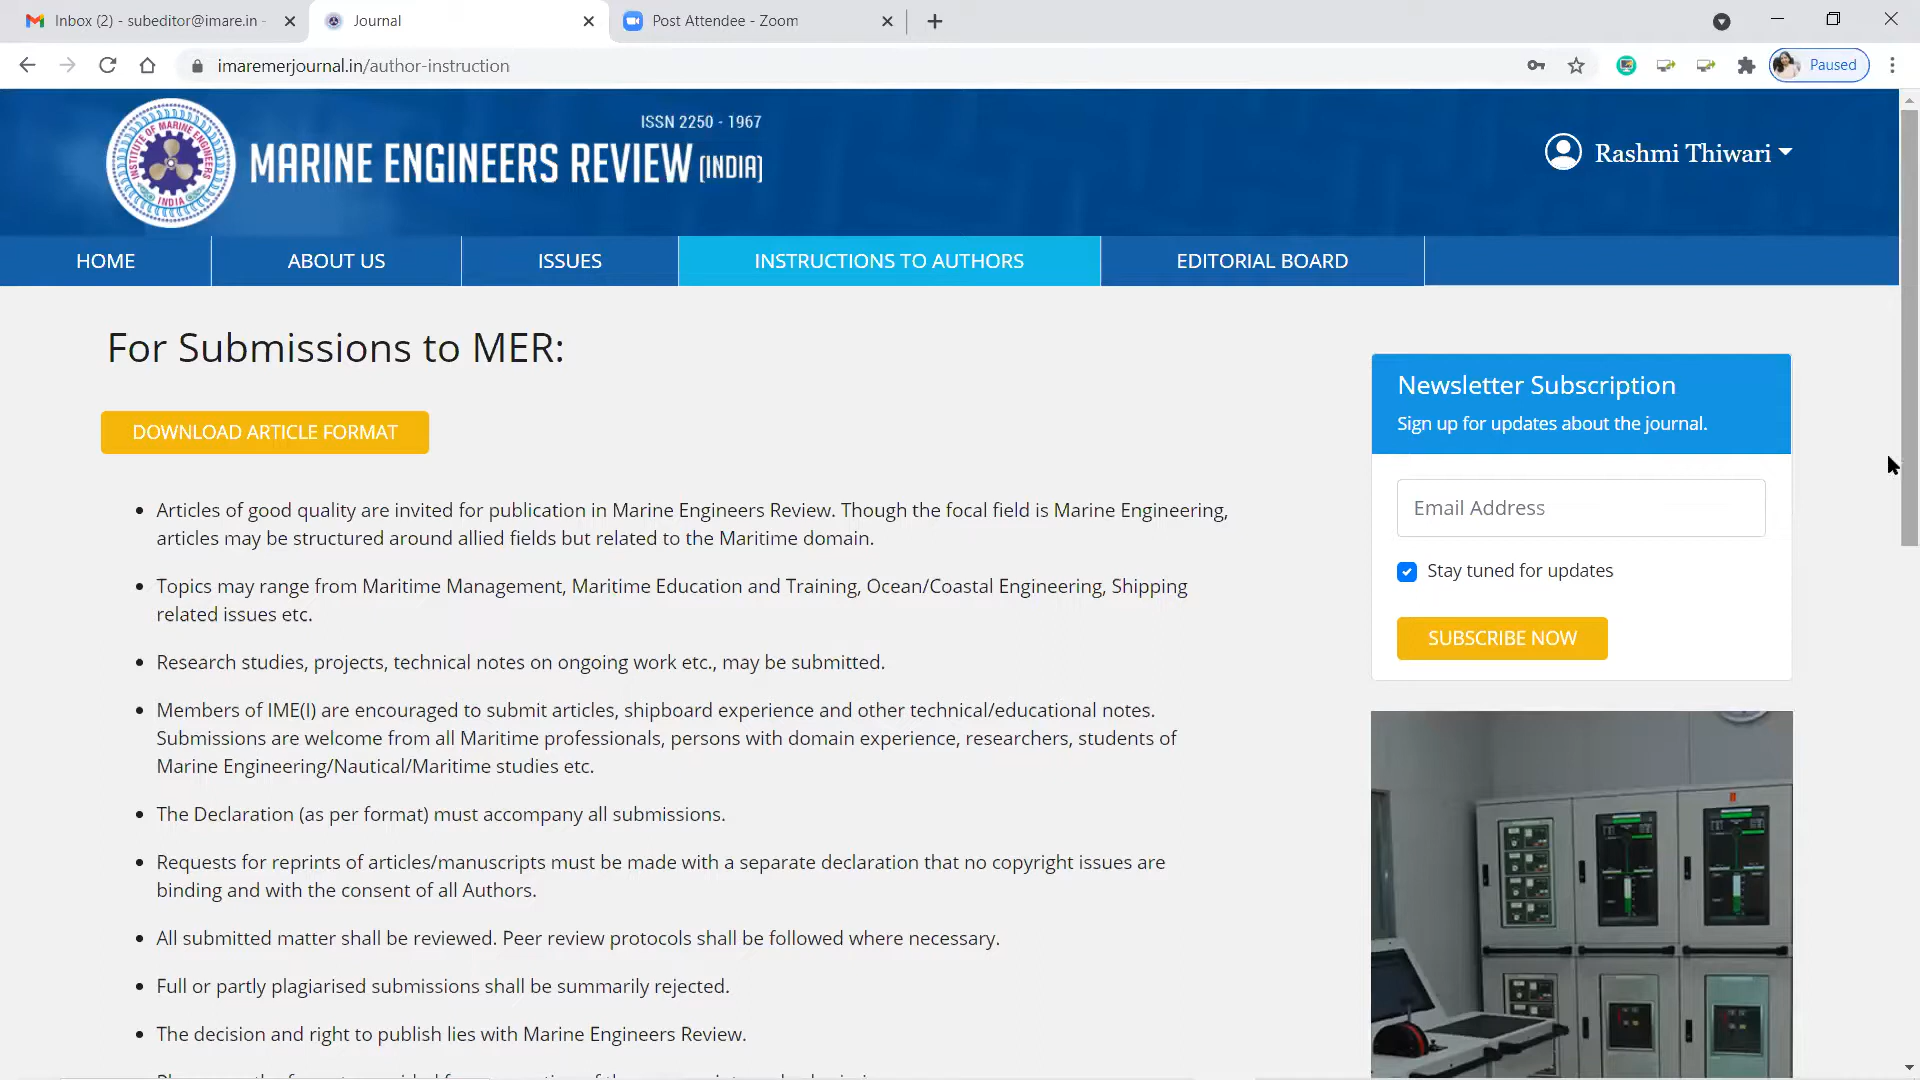 Inbox (2) - subeditor@imare.in -
Journal
Post Attendee - Zoom
imaremerjournal.in/author-instruction
Paused
INSTITUTE OF MARINE ENGINEERS
INDIA
ISSN 2250 - 1967
MARINE ENGINEERS REVIEW (INDIA)
Rashmi Thiwari
HOME
ABOUT US
ISSUES
INSTRUCTIONS TO AUTHORS
EDITORIAL BOARD
For Submissions to MER:
DOWNLOAD ARTICLE FORMAT
Articles of good quality are invited for publication in Marine Engineers Review. Though the focal field is Marine Engineering,
articles may be structured around allied fields but related to the Maritime domain.
Topics may range from Maritime Management, Maritime Education and Training, Ocean/Coastal Engineering, Shipping
related issues etc.
Research studies, projects, technical notes on ongoing work etc., may be submitted.
Members of IME(I) are encouraged to submit articles, shipboard experience and other technical/educational notes.
Submissions are welcome from all Maritime professionals, persons with domain experience, researchers, students of
Marine Engineering/Nautical/Maritime studies etc.
The Declaration (as per format) must accompany all submissions.
Requests for reprints of articles/manuscripts must be made with a separate declaration that no copyright issues are
binding and with the consent of all Authors.
All submitted matter shall be reviewed. Peer review protocols shall be followed where necessary.
Full or partly plagiarised submissions shall be summarily rejected.
The decision and right to publish lies with Marine Engineers Review.
Newsletter Subscription
Sign up for updates about the journal.
Email Address
Stay tuned for updates
SUBSCRIBE NOW